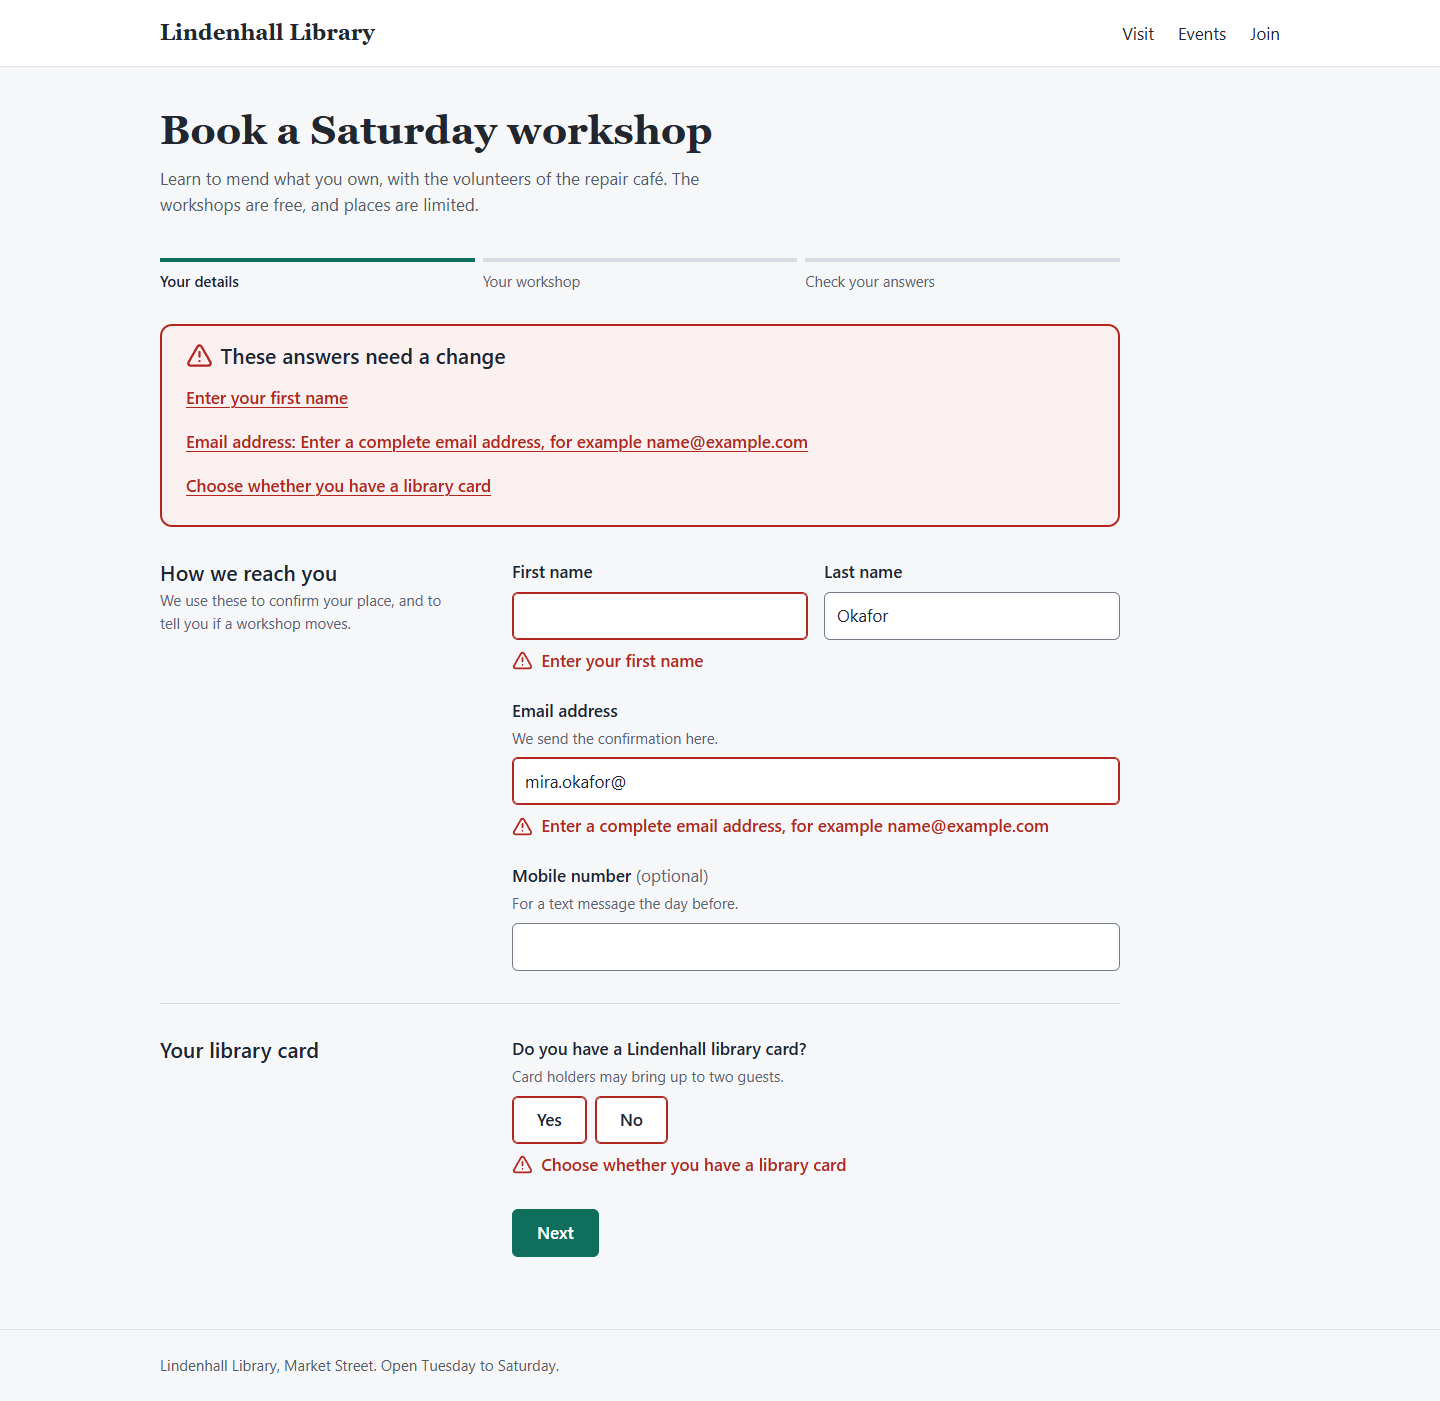 Lindenhall Library
Visit
Events
Join
Book a Saturday workshop
Learn to mend what you own, with the volunteers of the repair café. The
workshops are free, and places are limited.
Your details
Your workshop
Check your answers
These answers need a change
Enter your first name
Email address: Enter a complete email address, for example name@example.com
Choose whether you have a library card
How we reach you
We use these to confirm your place, and to
tell you if a workshop moves.
First name
Last name
Okafor
Enter your first name
Email address
We send the confirmation here.
mira.okafor@
Enter a complete email address, for example name@example.com
Mobile number (optional)
For a text message the day before.
Your library card
Do you have a Lindenhall library card?
Card holders may bring up to two guests.
Yes
No
Choose whether you have a library card
Next
Lindenhall Library, Market Street. Open Tuesday to Saturday.